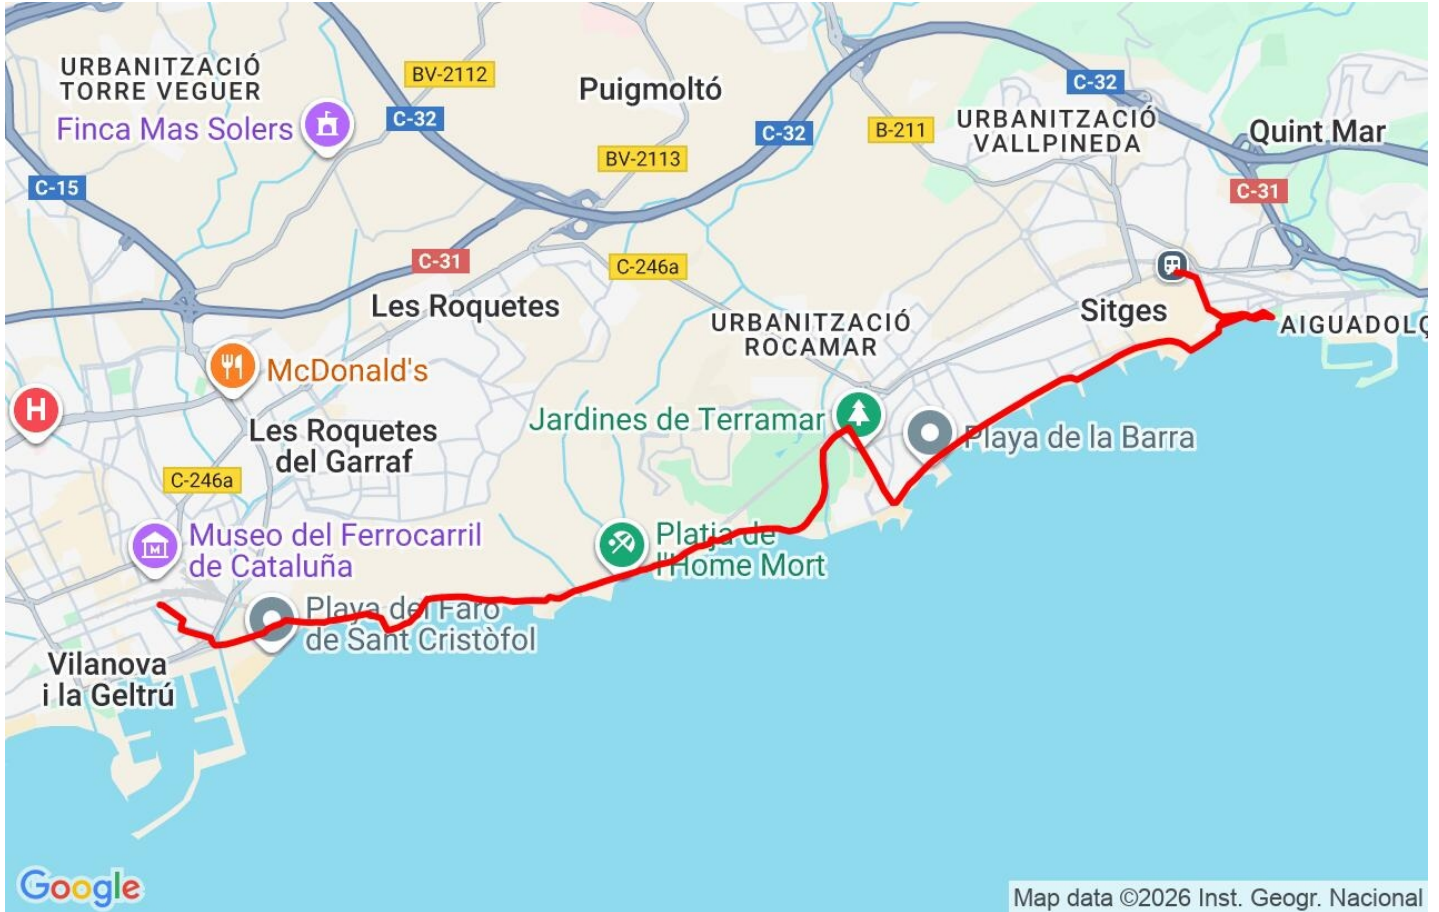 URBANITZACIÓ
TORRE VEGUER
BV-2112
Puigmoltó
C-32
URBANITZACIÓ
VALLPINEDA
Finca Mas Solers
C-32
C-32
B-211
Quint Mar
BV-2113
C-15
C-31
C-31
C-246a
Les Roquetes
URBANITZACIÓ
ROCAMAR
Sitges
AIGUADOLÇ
McDonald's
H
Jardines de Terramar
Playa de la Barra
Les Roquetes
del Garraf
C-246a
Museo del Ferrocarril
de Cataluña
M
Platja de
l'Home Mort
Playa del Faro
de Sant Cristòfol
Vilanova
i la Geltrú
Google
Map data ©2026 Inst. Geogr. Nacional